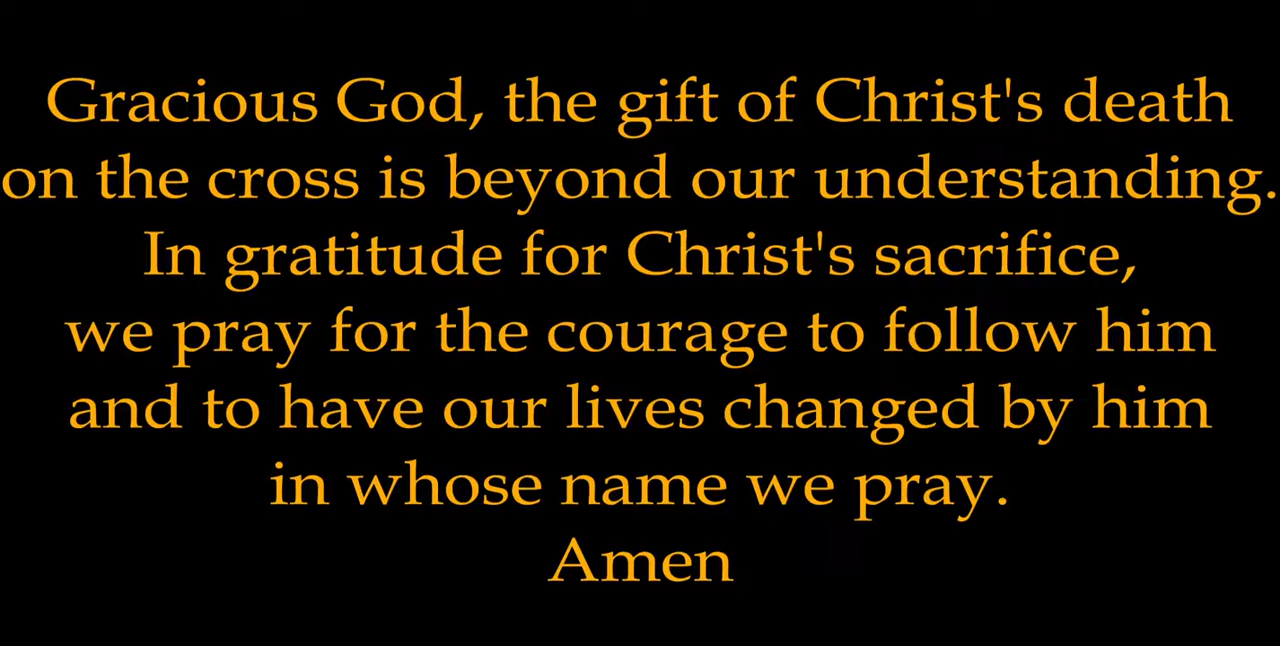 Gracious God, the gift of Christ's death
on the cross is beyond our understanding.
In gratitude for Christ's sacrifice,
we pray for the courage to follow him
and to have our lives changed by him
in whose name we pray.
Amen